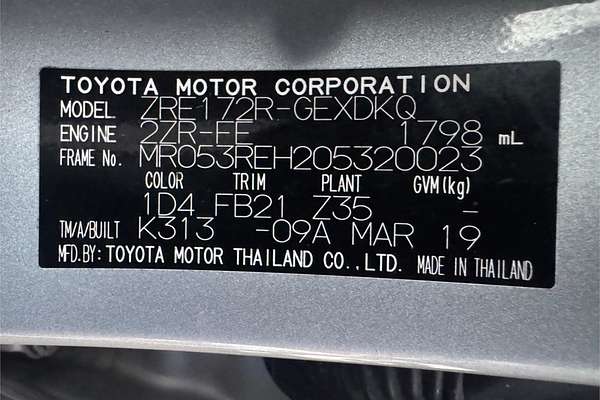 TOYOTA MOTOR CORPORATION
MODEL ZRE172R-GEXDKQ
ENGINE 2ZR-FE 1798 mL
FRAME No. MR053REH205320023
COLOR TRIM PLANT GVM(kg)
1D4 FB21 Z35 -
TM/A/BUILT K313 -09A MAR 19
MFD.BY: TOYOTA MOTOR THAILAND CO.,LTD. MADE IN THAILAND